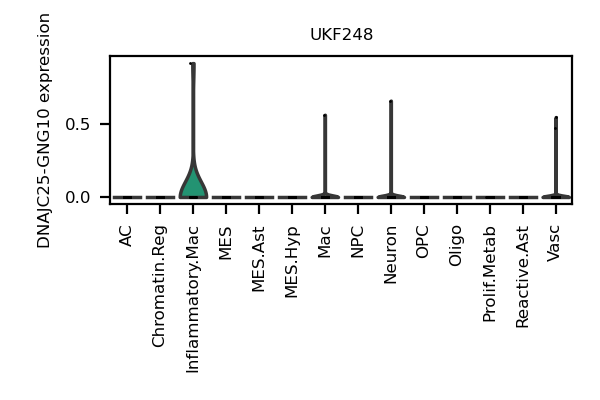 UKF248
DNAJC25-GNG10 expression
0.5
0.0
AC
Chromatin.Reg
Inflammatory.Mac
MES
MES.Ast
MES.Hyp
Mac
NPC
Neuron
OPC
Oligo
Prolif.Metab
Reactive.Ast
Vasc